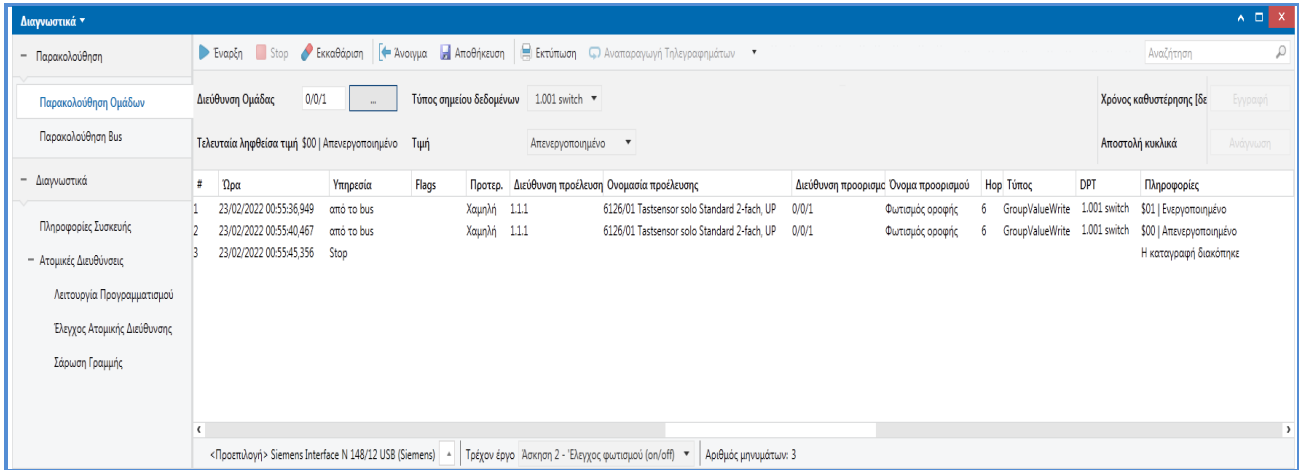 Διαγνωστικά
Παρακολούθηση
Παρακολούθηση Ομάδων
Παρακολούθηση Bus
Διαγνωστικά
Πληροφορίες Συσκευής
Ατομικές Διευθύνσεις
Λειτουργία Προγραμματισμού
Έλεγχος Ατομικής Διεύθυνσης
Σάρωση Γραμμής
Έναρξη Stop Εκκαθάριση Άνοιγμα Αποθήκευση Εκτύπωση Αναπαραγωγή Τηλεγραφημάτων Αναζήτηση
Διεύθυνση Ομάδας 0/0/1 ... Τύπος σημείου δεδομένων 1.001 switch Χρόνος καθυστέρησης [δε Εγγραφή
Τελευταία ληφθείσα τιμή $00 | Απενεργοποιημένο Τιμή Απενεργοποιημένο Αποστολή κυκλικά Ανάγνωση
# Ώρα Υπηρεσία Flags Προτερ. Διεύθυνση προέλευση Ονομασία προέλευσης Διεύθυνση προορισμο Όνομα προορισμού Hop Τύπος DPT Πληροφορίες
1 23/02/2022 00:55:36,949 από το bus Χαμηλή 1.1.1 6126/01 Tastsensor solo Standard 2-fach, UP 0/0/1 Φωτισμός οροφής 6 GroupValueWrite 1.001 switch $01 | Ενεργοποιημένο
2 23/02/2022 00:55:40,467 από το bus Χαμηλή 1.1.1 6126/01 Tastsensor solo Standard 2-fach, UP 0/0/1 Φωτισμός οροφής 6 GroupValueWrite 1.001 switch $00 | Απενεργοποιημένο
3 23/02/2022 00:55:45,356 Stop Η καταγραφή διακόπηκε
<Προεπιλογή> Siemens Interface N 148/12 USB (Siemens) Τρέχον έργο Άσκηση 2 - Έλεγχος φωτισμού (on/off) Αριθμός μηνυμάτων: 3